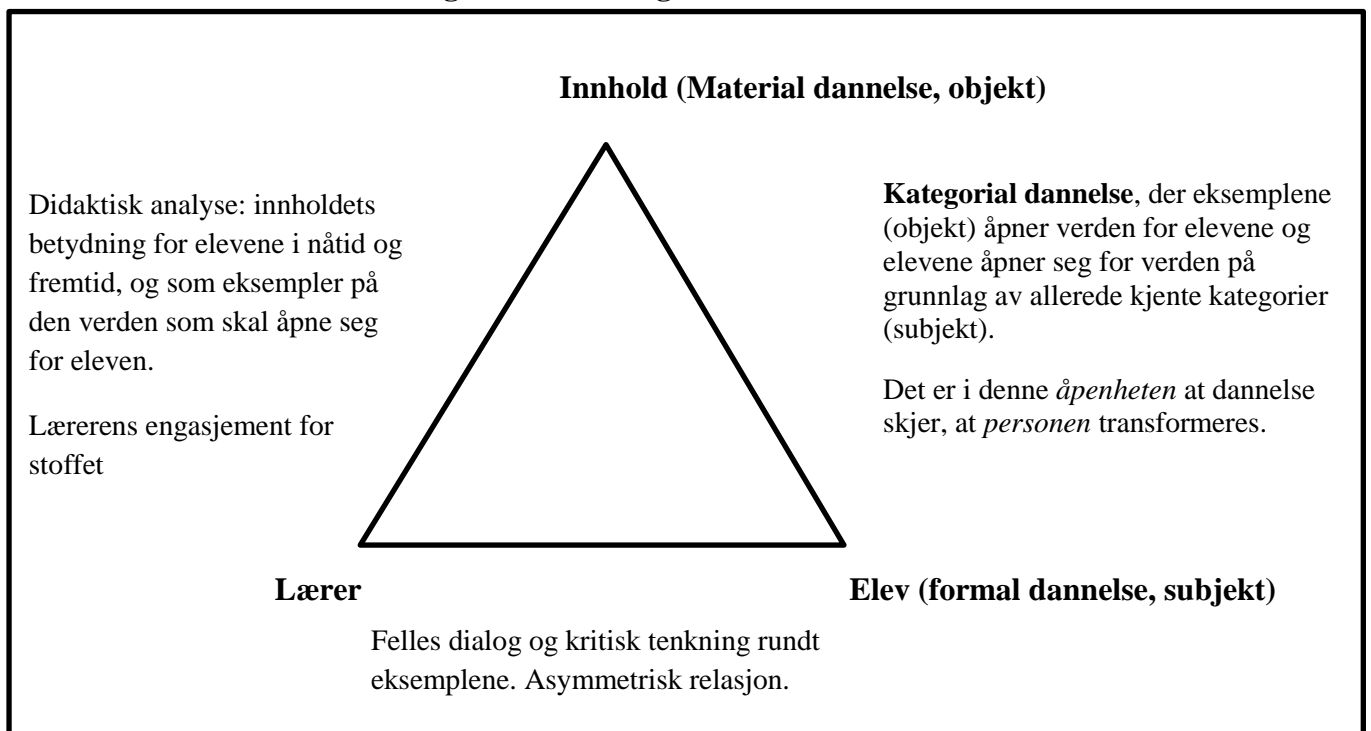 Innhold (Material dannelse, objekt)
Didaktisk analyse: innholdets
betydning for elevene i nåtid og
fremtid, og som eksempler på
den verden som skal åpne seg
for eleven.
Lærerens engasjement for
stoffet
Kategorial dannelse, der eksemplene
(objekt) åpner verden for elevene og
elevene åpner seg for verden på
grunnlag av allerede kjente kategorier
(subjekt).
Det er i denne åpenheten at dannelse
skjer, at personen transformeres.
Lærer
Elev (formal dannelse, subjekt)
Felles dialog og kritisk tenkning rundt
eksemplene. Asymmetrisk relasjon.